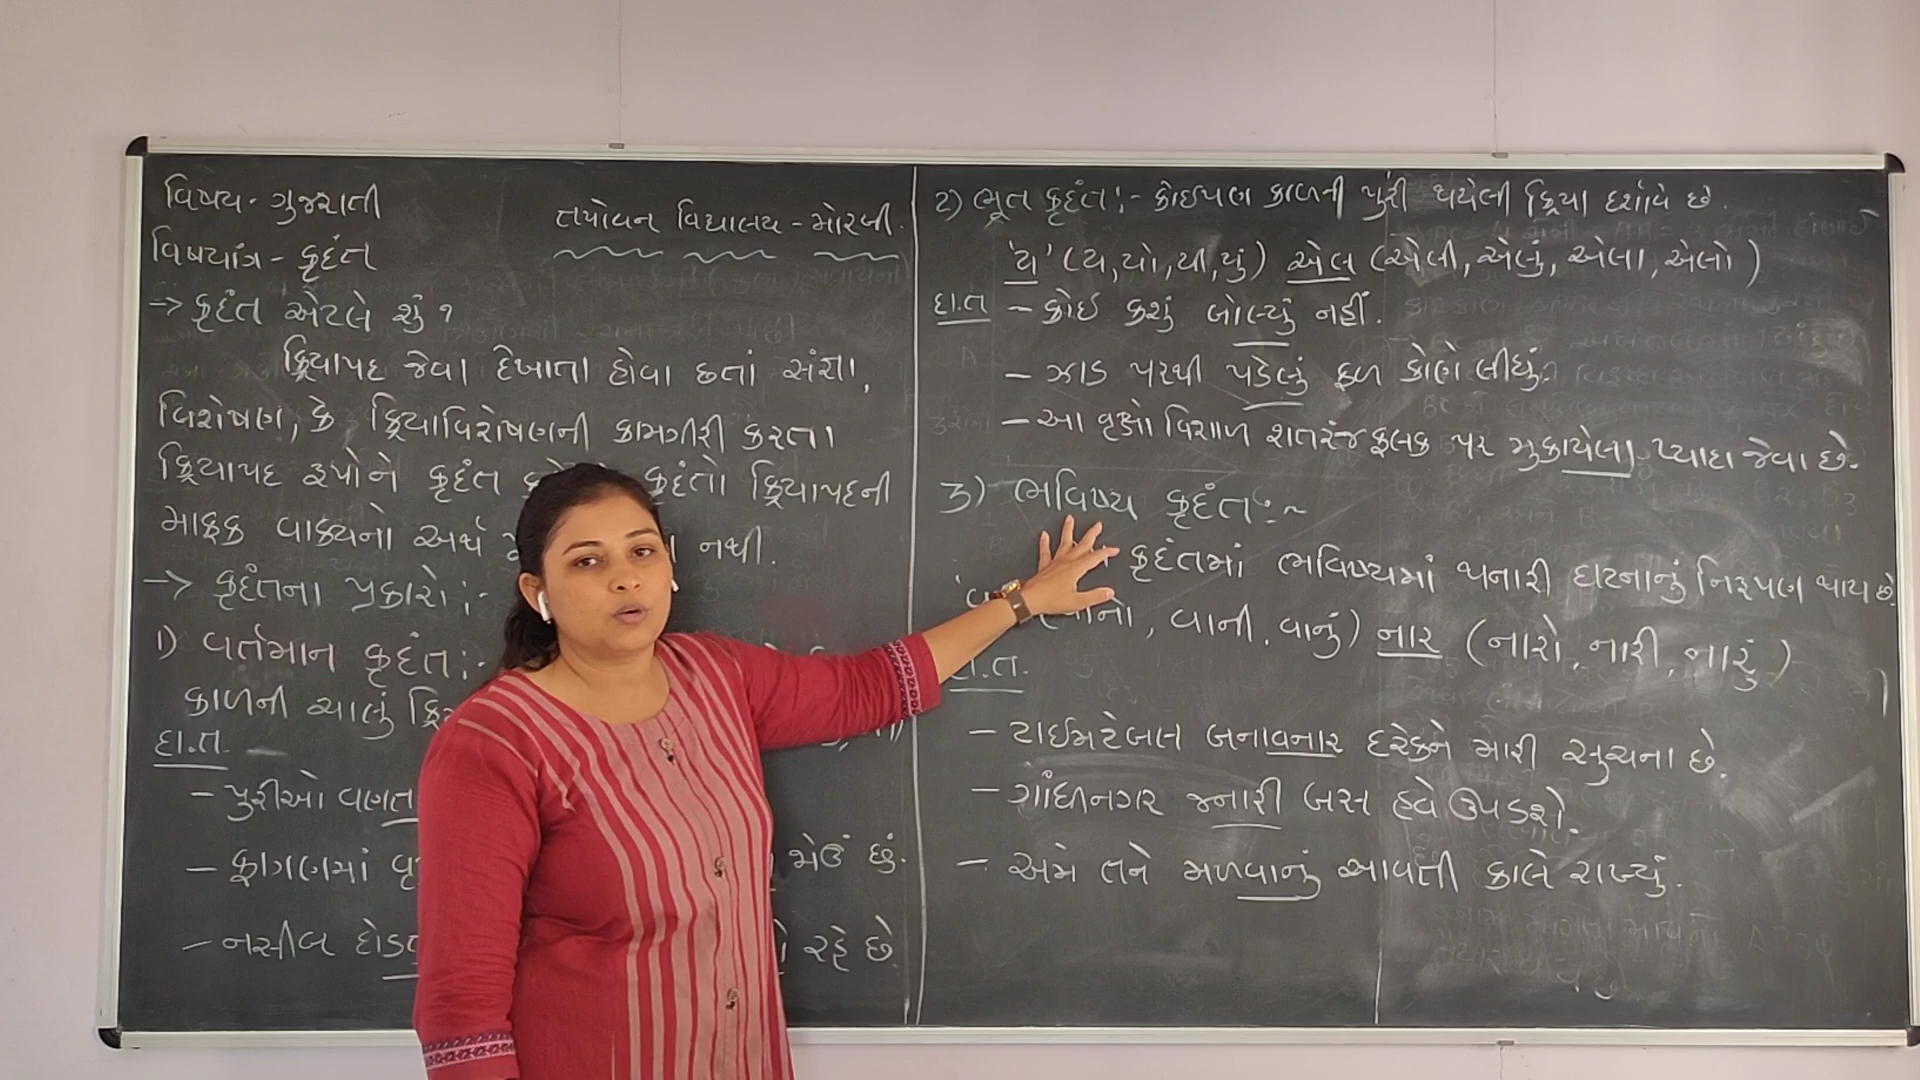 વિષય - ગુજરાતી
તપોવન વિદ્યાલય - મોરબી.
વિષયાંગ - કૃદંત
-> કૃદંત એટલે શું ?
ક્રિયાપદ જેવા દેખાતા હોવા છતાં સંજ્ઞા,
વિશેષણ, કે ક્રિયાવિશેષણની કામગીરી કરતા
ક્રિયાપદ રૂપોને કૃદંત કૃદંતો ક્રિયાપદની
માફક વાક્યનો અર્થ નથી.
-> કૃદંતના પ્રકારો :-
૧) વર્તમાન કૃદંત :-
કાળની ચાલું
દા.ત.
- પુરીઓ વણત
- ફાગણમાં જોઉં છું.
- નસીબ દોડ રહે છે.
2) ભૂત કૃદંત :- કોઈપણ કાળની પુરી થયેલી ક્રિયા દર્શાવે છે.
'ય' (ય, યો, યી, યું) એલ (એલી, એલું, એલા, એલો)
દા.ત - કોઈ કશું બોલ્યું નહીં.
- ઝાડ પરથી પડેલું ફળ કોણે લીધું?
- આ વૃક્ષો વિશાળ શતરંજ ફલક પર મુકાયેલા પ્યાદા જેવા છે.
3) ભવિષ્ય કૃદંત :-
કૃદંતમાં ભવિષ્યમાં થનારી ઘટનાનું નિરૂપણ થાય છે.
વાની, વાનું) નાર (નારો, નારી, નારું)
- ટાઈમટેબલ બનાવનાર દરેકને મારી સુચના છે.
- ગાંધીનગર જનારી બસ હવે ઉપડશે.
- અમે તને મળવાનું આવતી કાલે રાખ્યું.